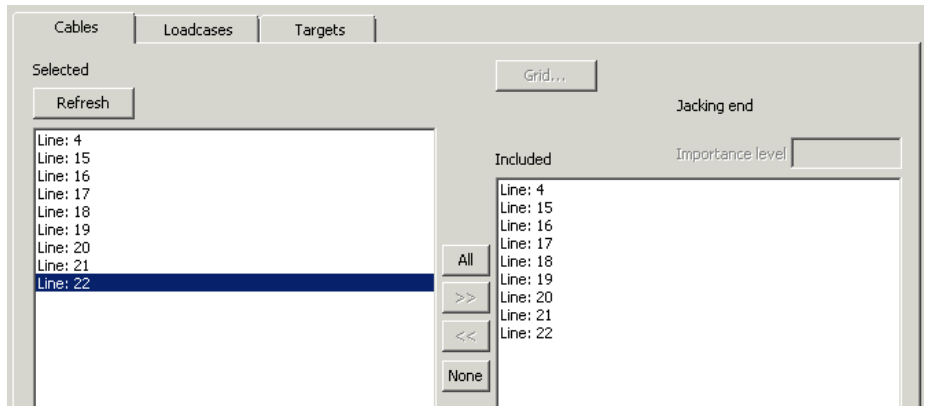 Cables
Loadcases
Targets
Selected
Refresh
Line: 4
Line: 15
Line: 16
Line: 17
Line: 18
Line: 19
Line: 20
Line: 21
Line: 22
All
>>
<<
None
Grid...
Jacking end
Importance level
Included
Line: 4
Line: 15
Line: 16
Line: 17
Line: 18
Line: 19
Line: 20
Line: 21
Line: 22